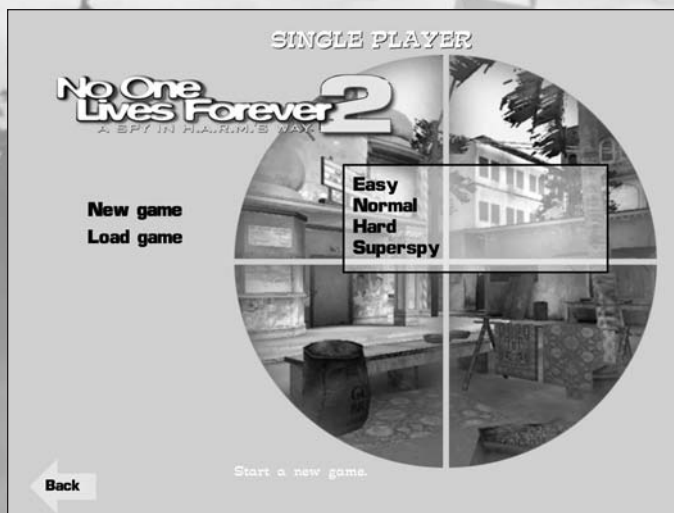 SINGLE PLAYER
No One
Lives Forever 2
A SPY IN H.A.R.M.'S WAY
New game
Load game
Easy
Normal
Hard
Superspy
Start a new game.
Back